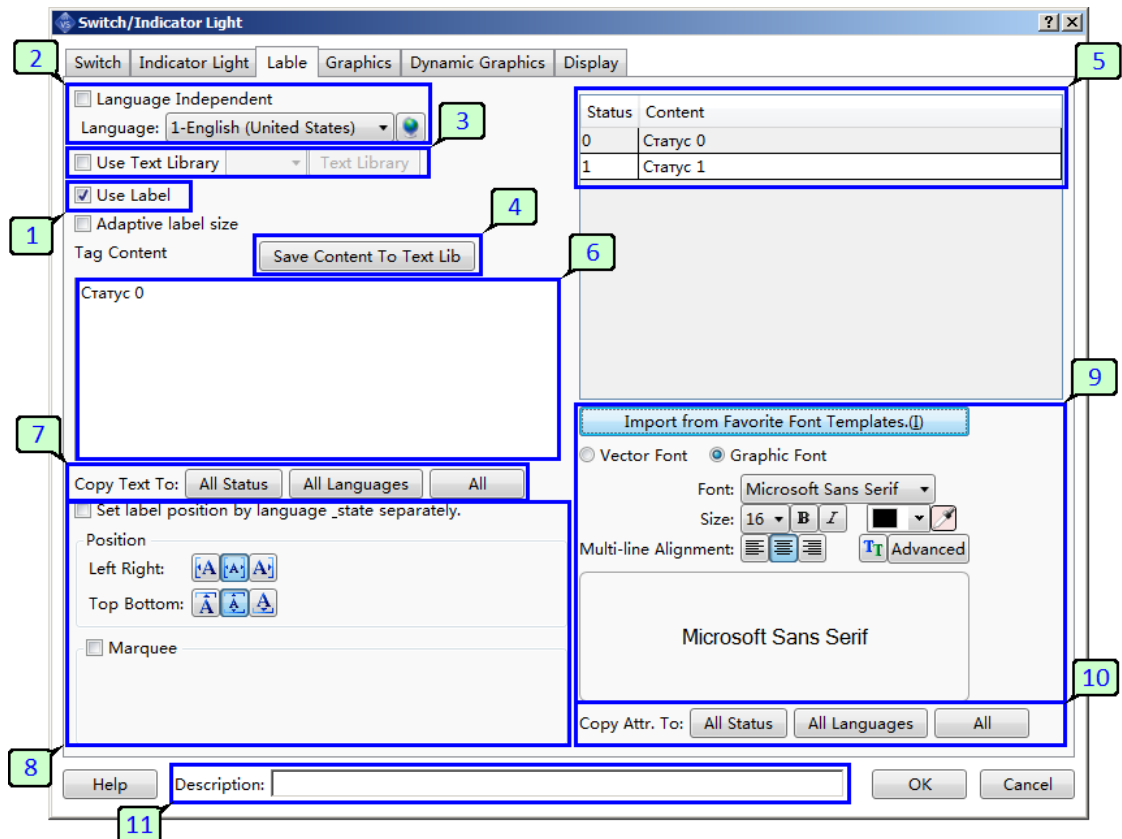 Switch/Indicator Light
2
Switch Indicator Light Lable Graphics Dynamic Graphics Display
5
Language Independent
Language: 1-English (United States)
3
Use Text Library Text Library
Use Label
1
Adaptive label size
4
Tag Content
Save Content To Text Lib
6
Статус 0
Status Content
0 Статус 0
1 Статус 1
7
Copy Text To: All Status All Languages All
Set label position by language _state separately.
Position
Left Right: A A A
Top Bottom: A A A
Marquee
8
9
Import from Favorite Font Templates.(I)
Vector Font Graphic Font
Font: Microsoft Sans Serif
Size: 16 B I
Multi-line Alignment: TT Advanced
Microsoft Sans Serif
10
Copy Attr. To: All Status All Languages All
Help Description: OK Cancel
11